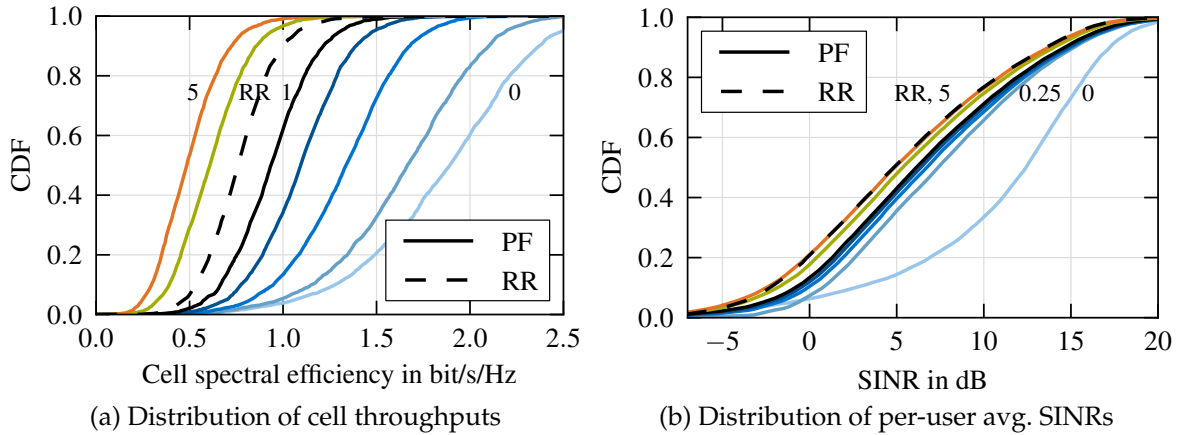 1.0
0.8
0.6
0.4
0.2
0.0
CDF
5 RR 1 0
PF
RR
0.0 0.5 1.0 1.5 2.0 2.5
Cell spectral efficiency in bit/s/Hz
(a) Distribution of cell throughputs
1.0
0.8
0.6
0.4
0.2
0.0
CDF
PF
RR
RR, 5 0.25 0
−5 0 5 10 15 20
SINR in dB
(b) Distribution of per-user avg. SINRs